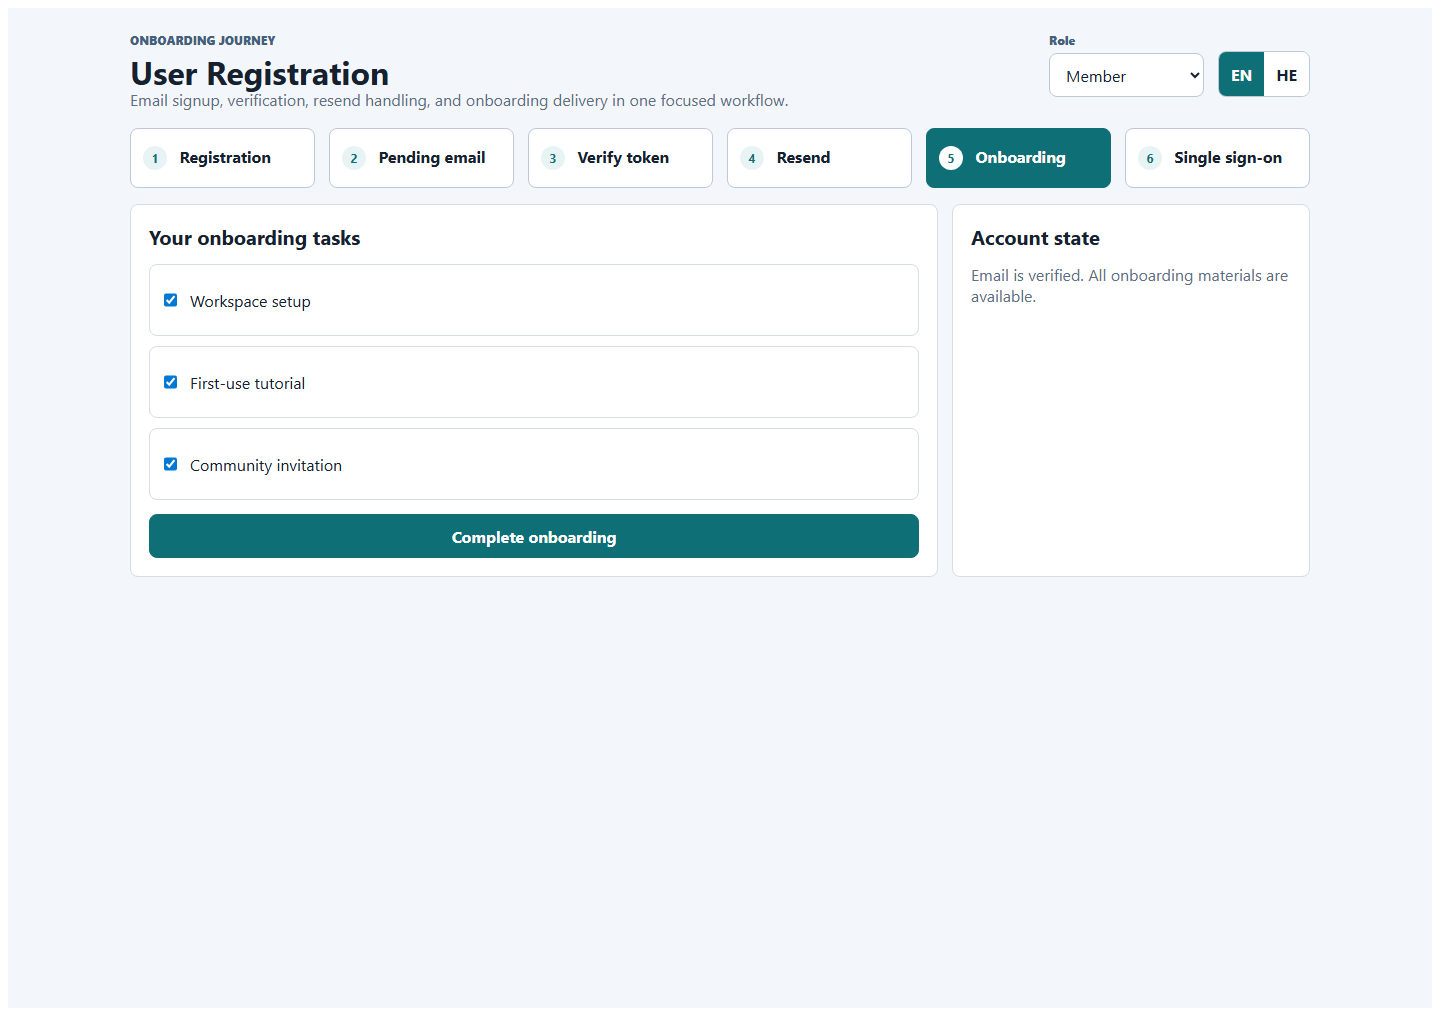 ONBOARDING JOURNEY
User Registration
Email signup, verification, resend handling, and onboarding delivery in one focused workflow.
Role
Member
EN
HE
1 Registration
2 Pending email
3 Verify token
4 Resend
5 Onboarding
6 Single sign-on
Your onboarding tasks
Workspace setup
First-use tutorial
Community invitation
Complete onboarding
Account state
Email is verified. All onboarding materials are
available.